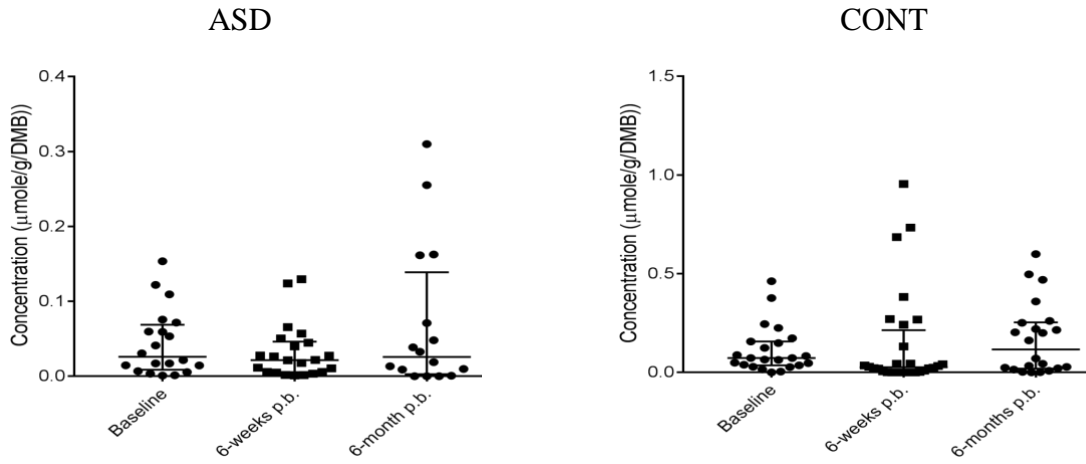 ASD
Concentration (μmole/g/DMB))
0.4
0.3
0.2
0.1
0.0
Baseline
6-weeks p.b.
6-month p.b.
CONT
Concentration (μmole/g/DMB))
1.5
1.0
0.5
0.0
Baseline
6-weeks p.b.
6-months p.b.